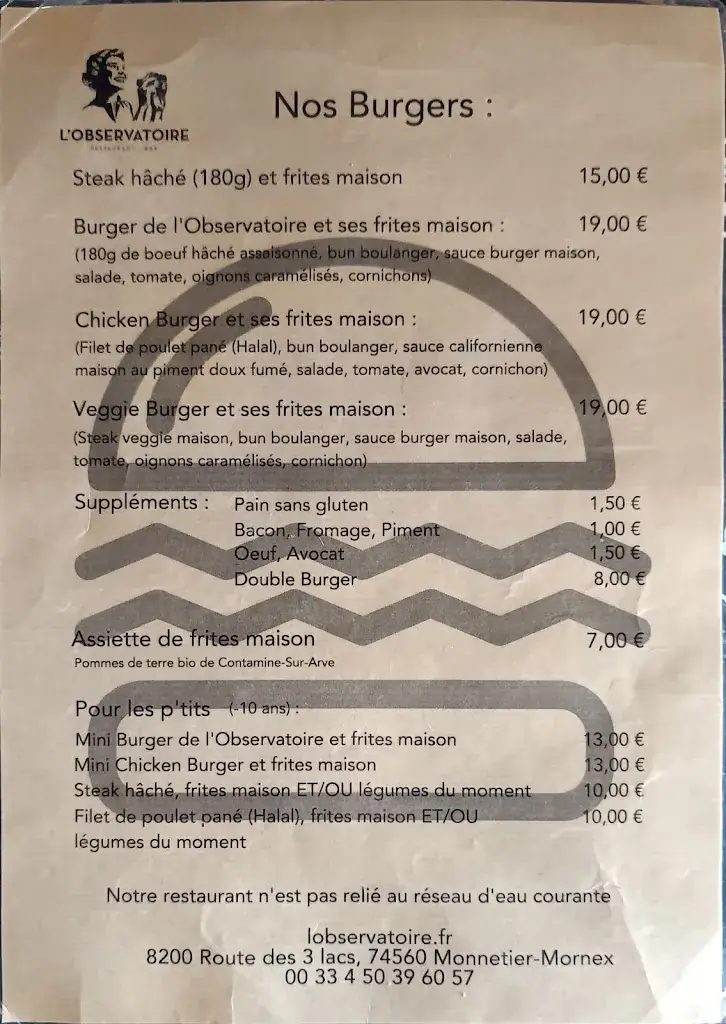 L'OBSERVATOIRE
Nos Burgers :
Steak hâché (180g) et frites maison 15,00 €
Burger de l'Observatoire et ses frites maison : 19,00 €
(180g de boeuf hâché assaisonné, bun boulanger, sauce burger maison,
salade, tomate, oignons caramélisés, cornichons)
Chicken Burger et ses frites maison : 19,00 €
(Filet de poulet pané (Halal), bun boulanger, sauce californienne
maison au piment doux fumé, salade, tomate, avocat, cornichon)
Veggie Burger et ses frites maison : 19,00 €
(Steak veggie maison, bun boulanger, sauce burger maison, salade,
tomate, oignons caramélisés, cornichon)
Suppléments : Pain sans gluten 1,50 €
Bacon, Fromage, Piment 1,00 €
Oeuf, Avocat 1,50 €
Double Burger 8,00 €
Assiette de frites maison 7,00 €
Pommes de terre bio de Contamine-Sur-Arve
Pour les p'tits (-10 ans) :
Mini Burger de l'Observatoire et frites maison 13,00 €
Mini Chicken Burger et frites maison 13,00 €
Steak hâché, frites maison ET/OU légumes du moment 10,00 €
Filet de poulet pané (Halal), frites maison ET/OU 10,00 €
légumes du moment
Notre restaurant n'est pas relié au réseau d'eau courante
lobservatoire.fr
8200 Route des 3 lacs, 74560 Monnetier-Mornex
00 33 4 50 39 60 57